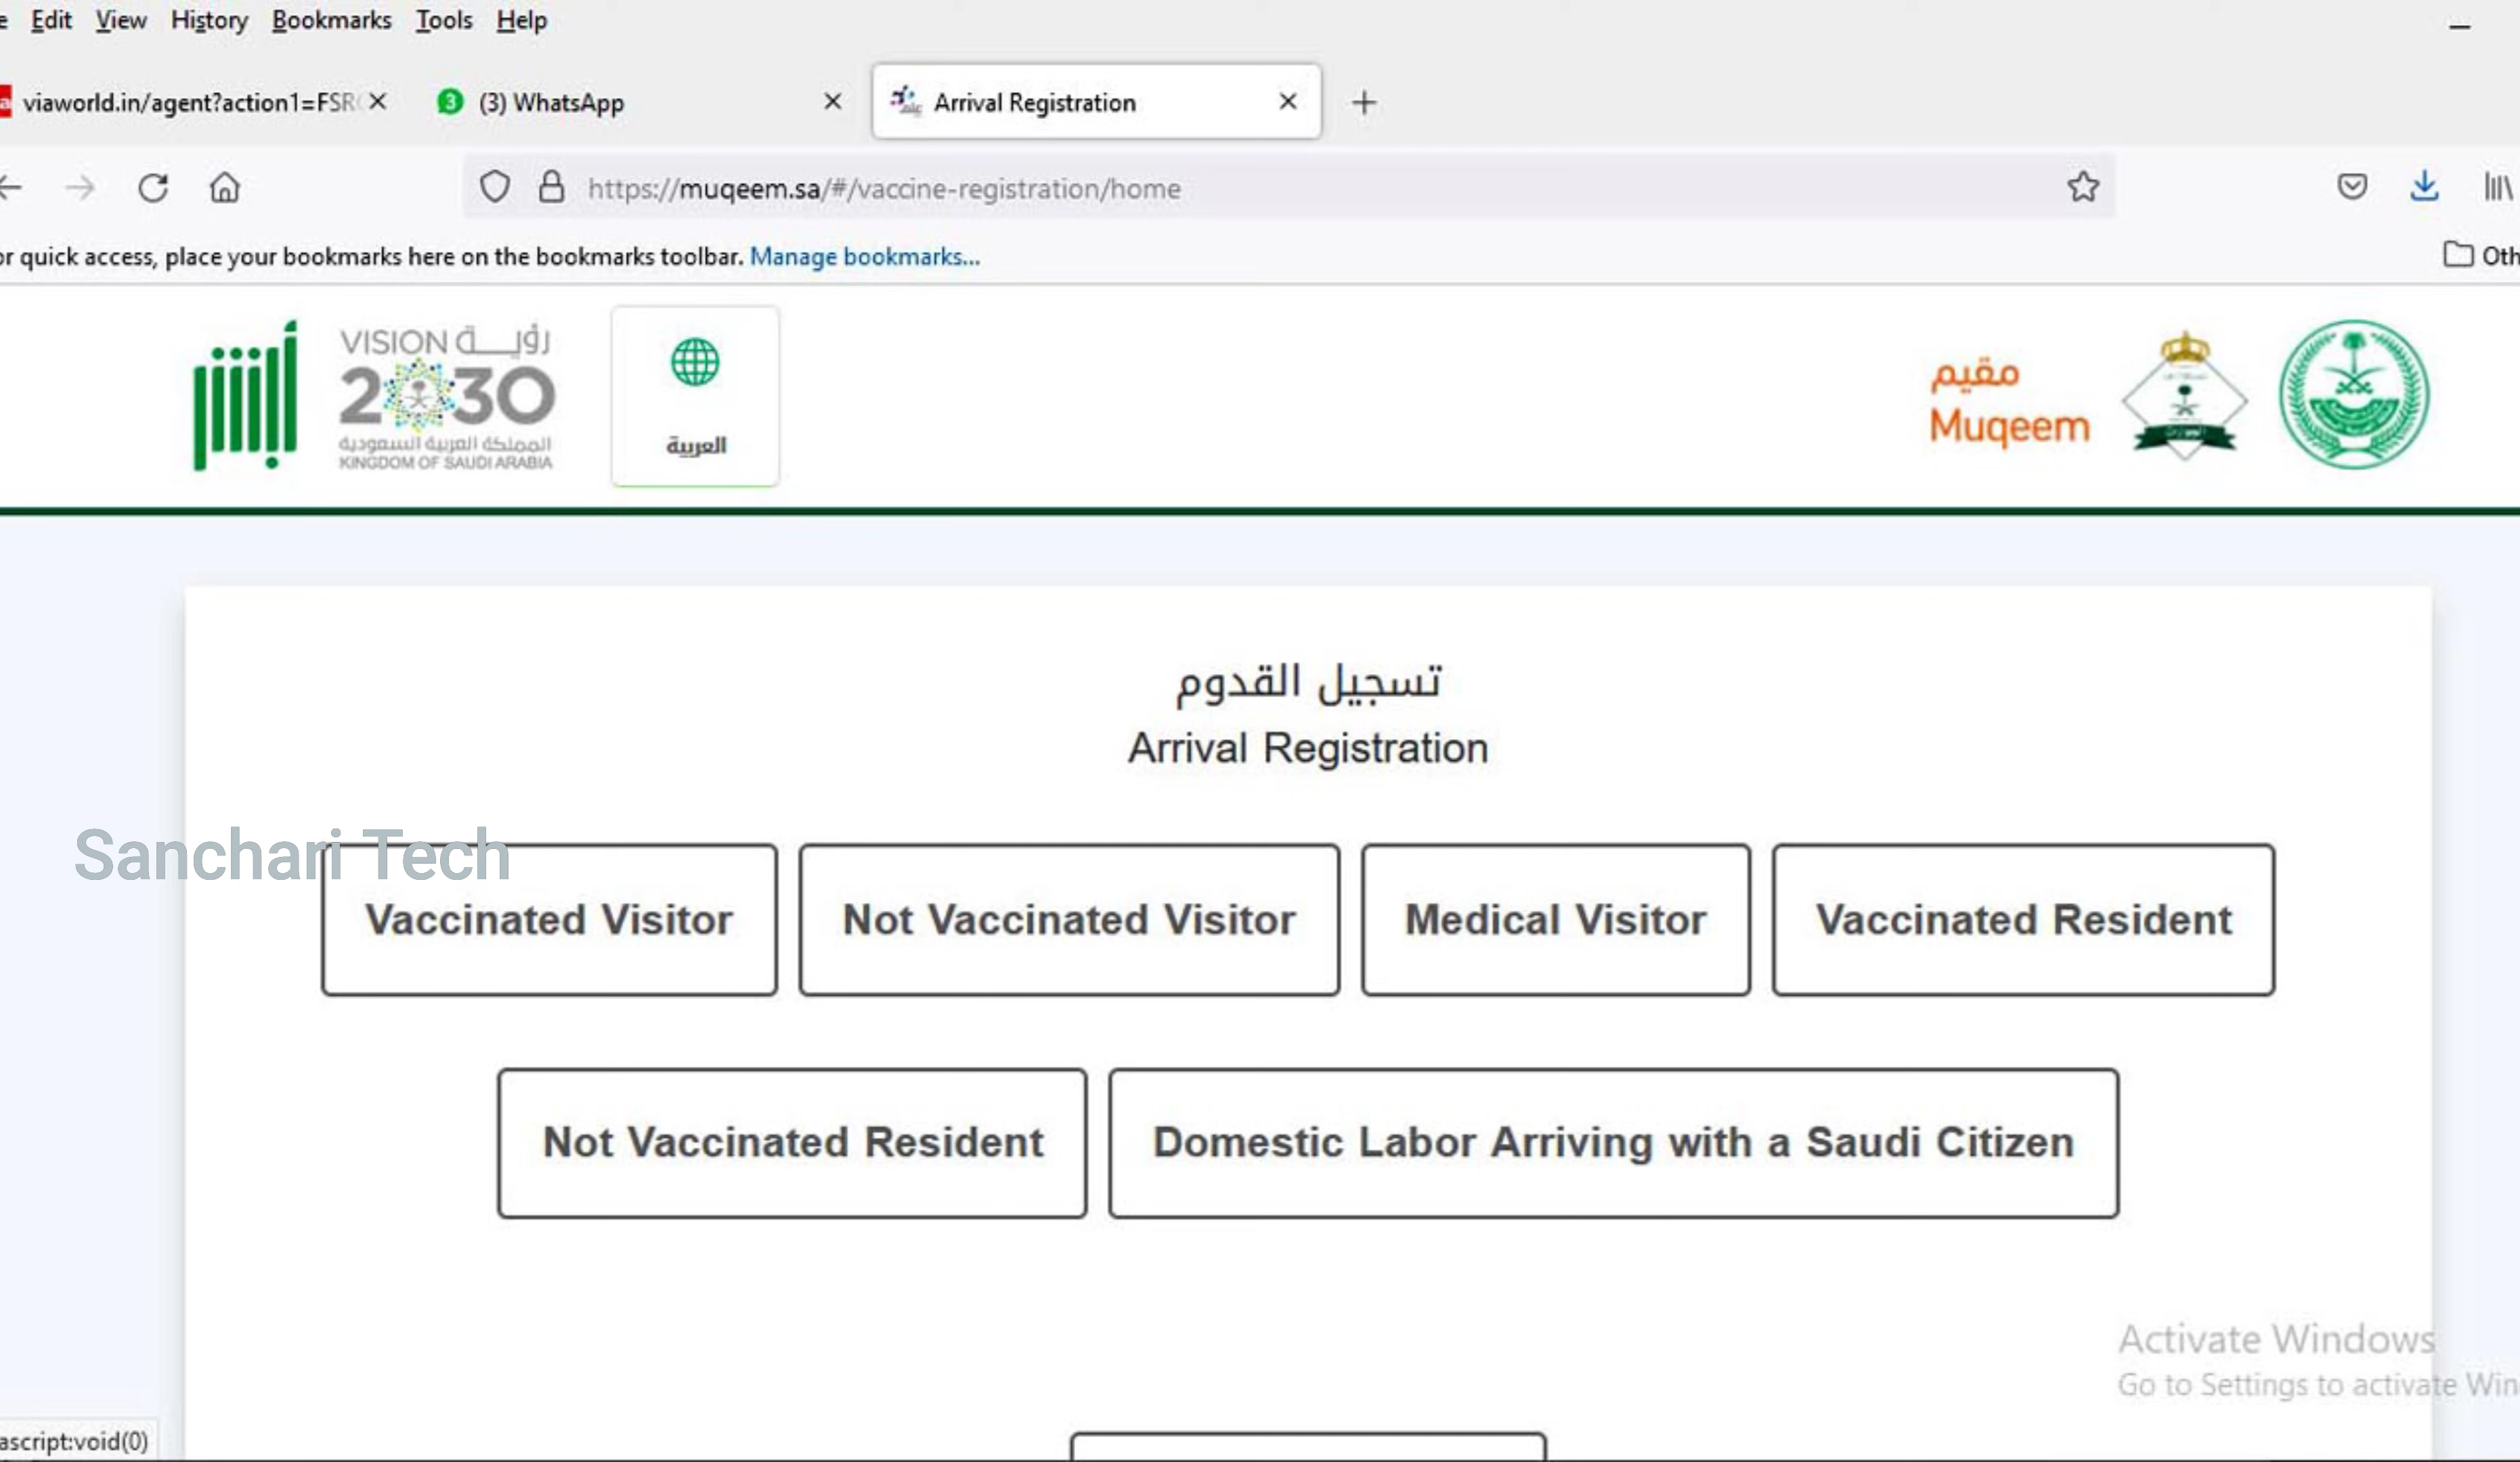 Edit View History Bookmarks Tools Help
viaworld.in/agent?action1=FSR
3 (3) WhatsApp
Arrival Registration
https://muqeem.sa/#/vaccine-registration/home
or quick access, place your bookmarks here on the bookmarks toolbar. Manage bookmarks...
Oth
أبشر
VISION رؤيــة
2030
المملكة العربية السعودية
KINGDOM OF SAUDI ARABIA
العربية
مقيم
Muqeem
تسجيل القدوم
Arrival Registration
Sanchari Tech
Vaccinated Visitor
Not Vaccinated Visitor
Medical Visitor
Vaccinated Resident
Not Vaccinated Resident
Domestic Labor Arriving with a Saudi Citizen
Activate Windows
Go to Settings to activate Win
ascript:void(0)